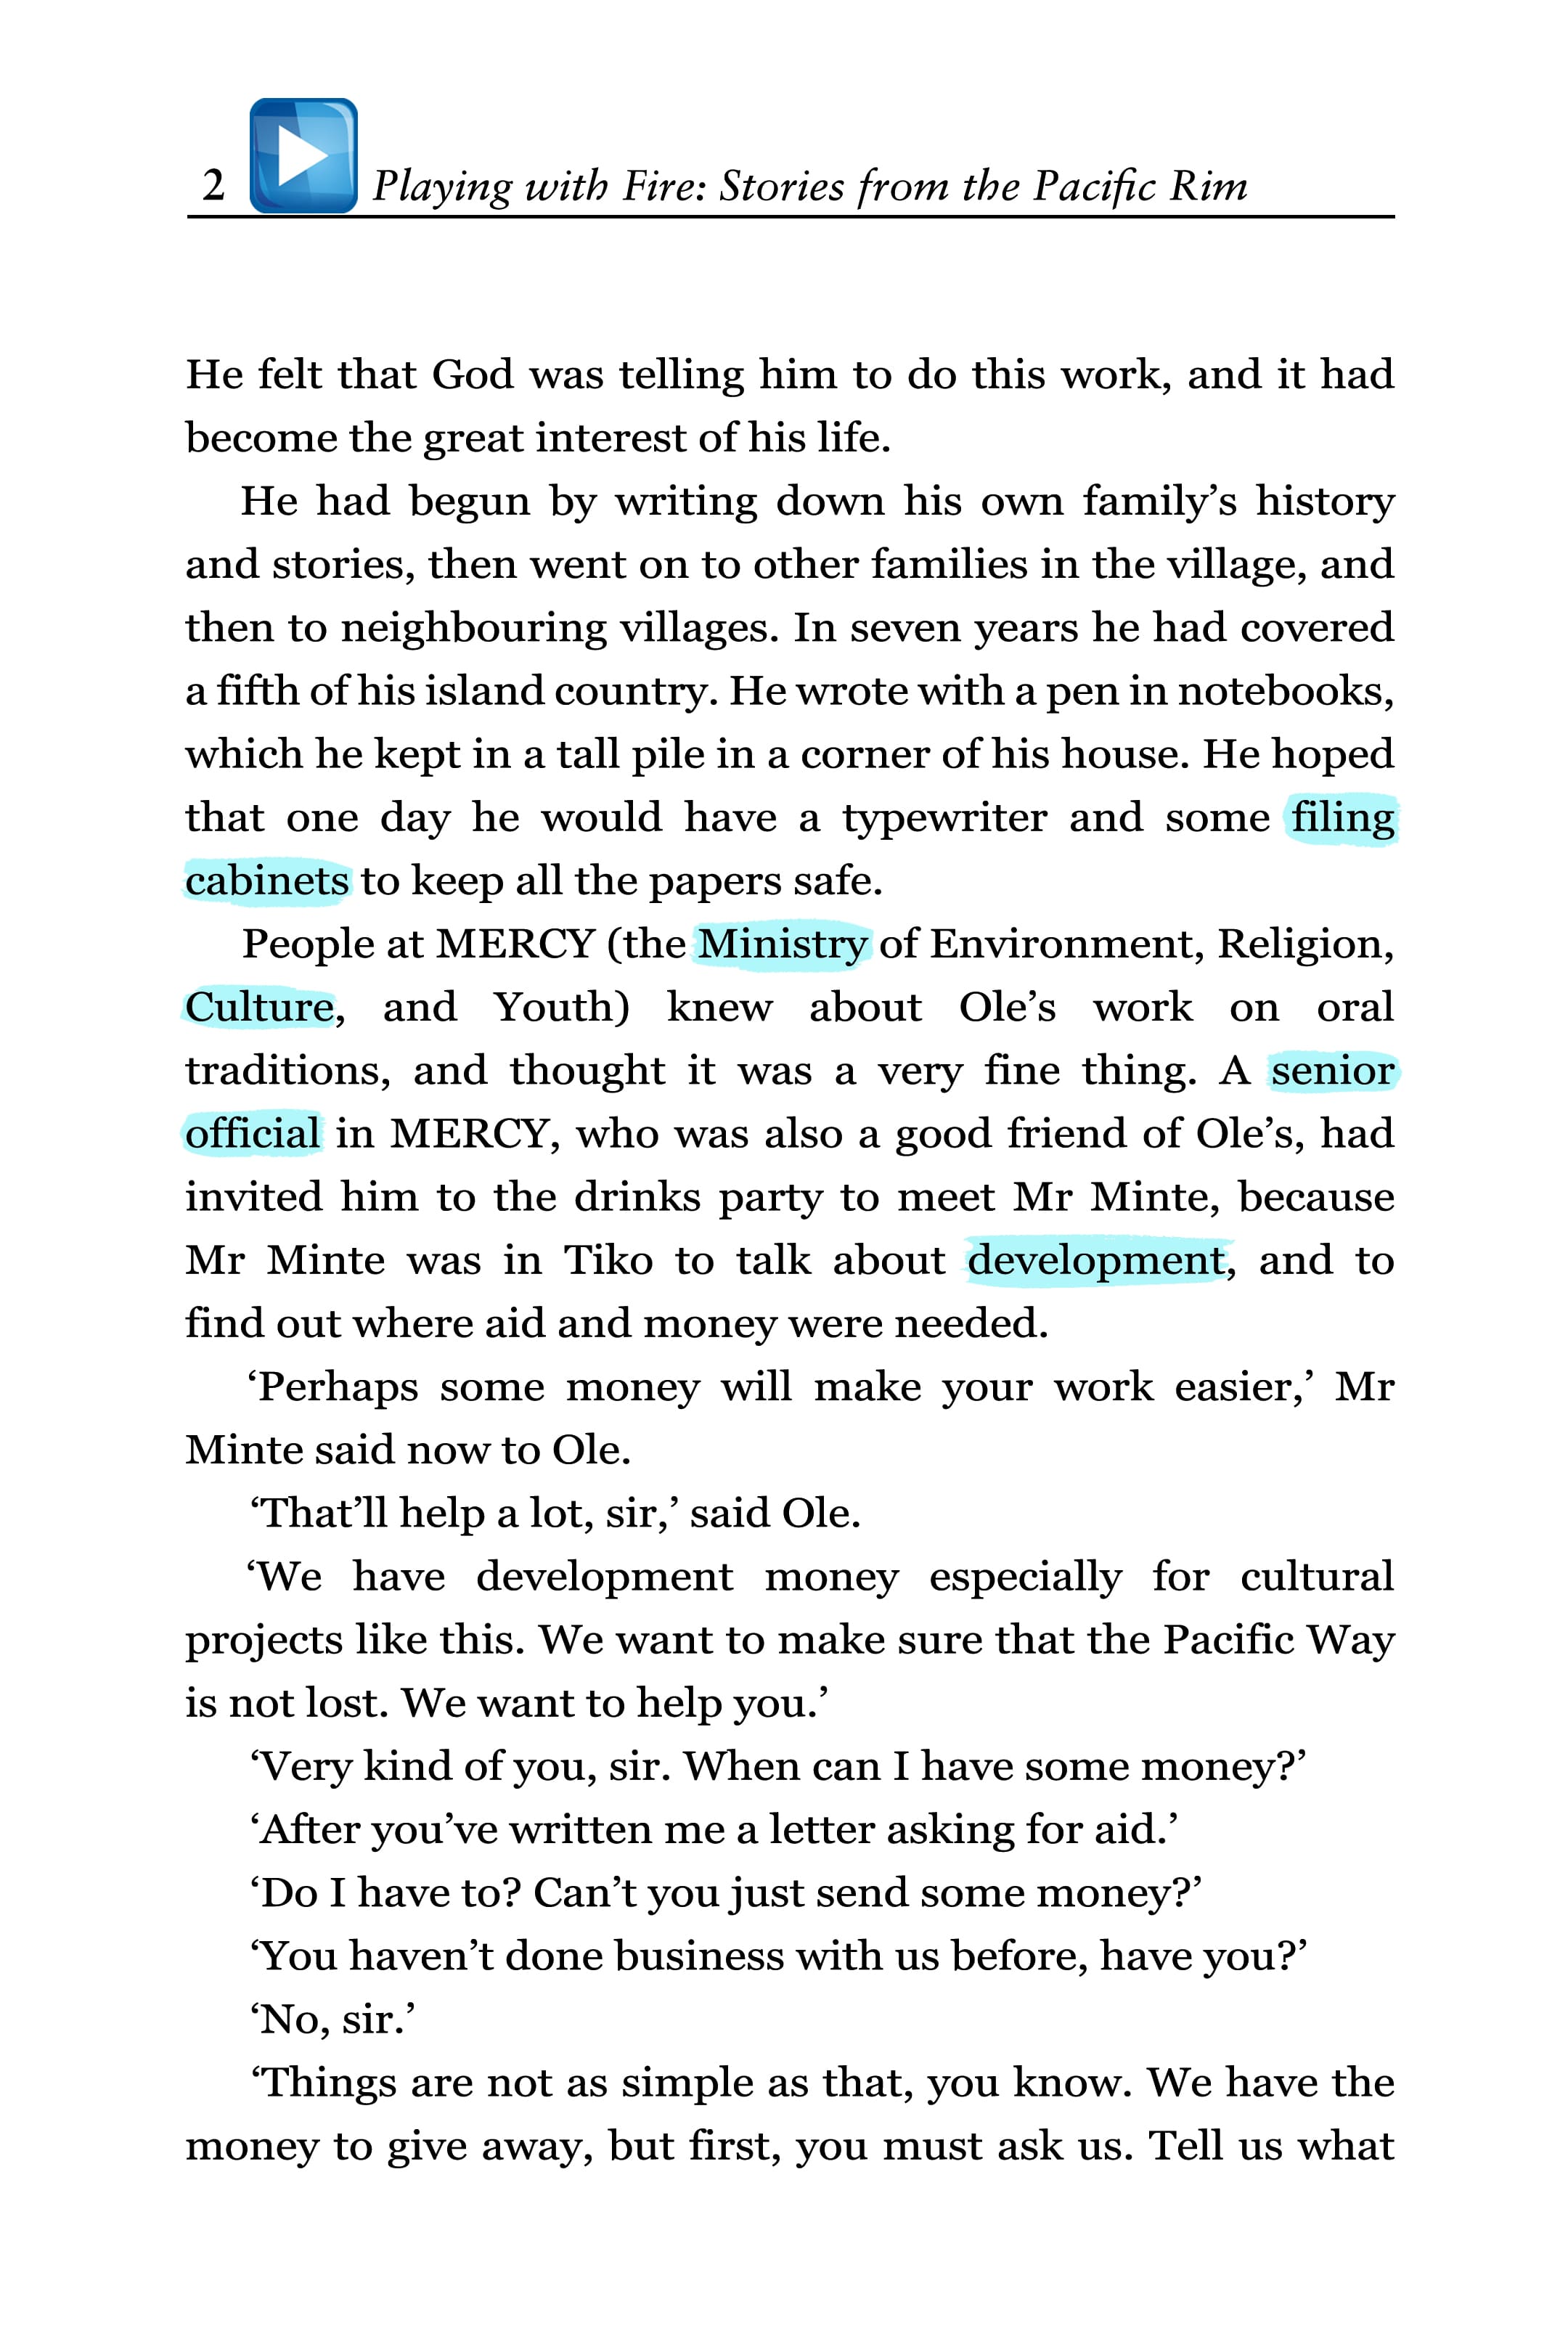 2 Playing with Fire: Stories from the Pacific Rim
He felt that God was telling him to do this work, and it had
become the great interest of his life.
He had begun by writing down his own family’s history
and stories, then went on to other families in the village, and
then to neighbouring villages. In seven years he had covered
a fifth of his island country. He wrote with a pen in notebooks,
which he kept in a tall pile in a corner of his house. He hoped
that one day he would have a typewriter and some filing
cabinets to keep all the papers safe.
People at MERCY (the Ministry of Environment, Religion,
Culture, and Youth) knew about Ole’s work on oral
traditions, and thought it was a very fine thing. A senior
official in MERCY, who was also a good friend of Ole’s, had
invited him to the drinks party to meet Mr Minte, because
Mr Minte was in Tiko to talk about development, and to
find out where aid and money were needed.
‘Perhaps some money will make your work easier,’ Mr
Minte said now to Ole.
‘That’ll help a lot, sir,’ said Ole.
‘We have development money especially for cultural
projects like this. We want to make sure that the Pacific Way
is not lost. We want to help you.’
‘Very kind of you, sir. When can I have some money?’
‘After you’ve written me a letter asking for aid.’
‘Do I have to? Can’t you just send some money?’
‘You haven’t done business with us before, have you?’
‘No, sir.’
‘Things are not as simple as that, you know. We have the
money to give away, but first, you must ask us. Tell us what